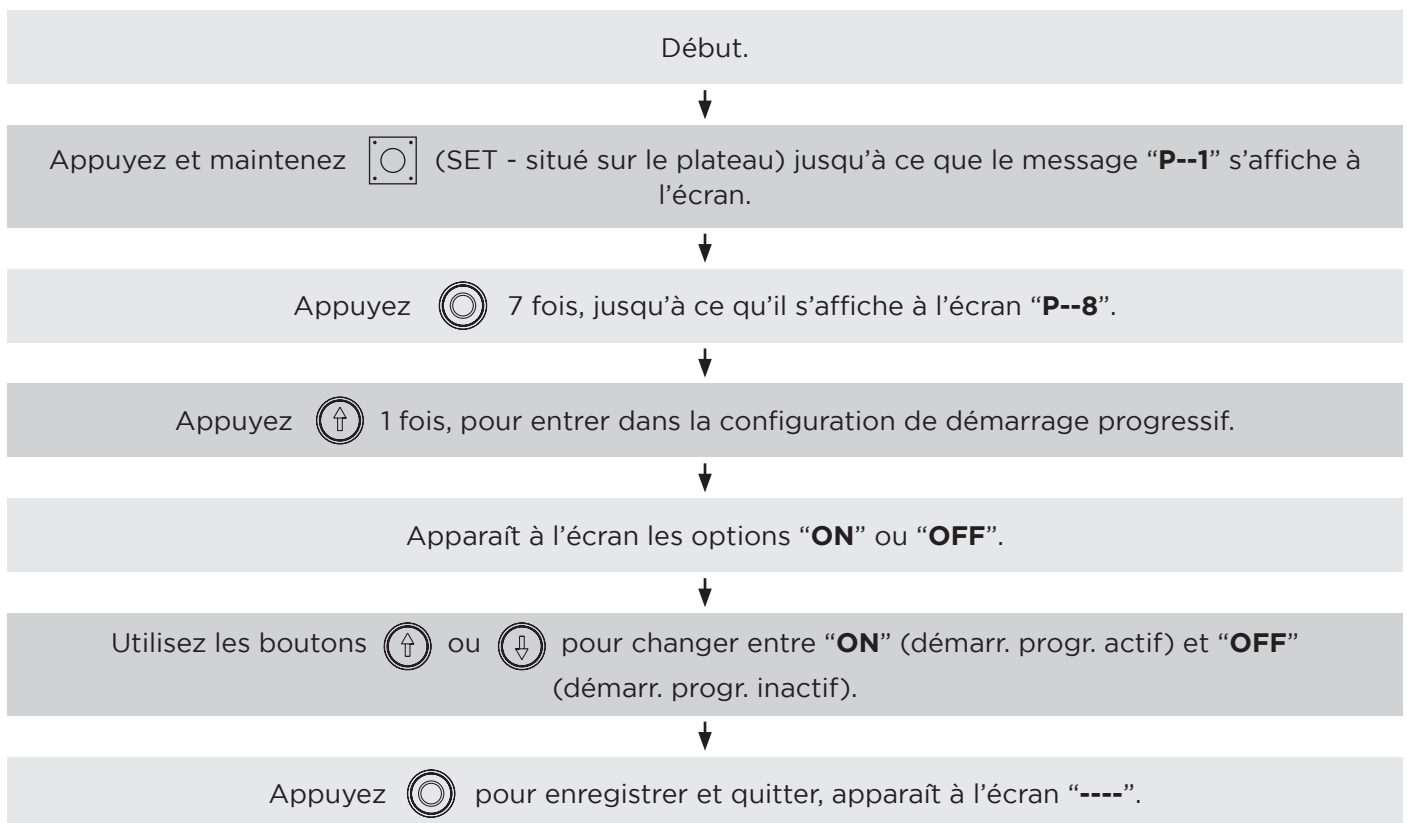 Début.
Appuyez et maintenez (SET - situé sur le plateau) jusqu’à ce que le message “P--1” s’affiche à
l’écran.
Appuyez 7 fois, jusqu’à ce qu’il s’affiche à l’écran “P--8”.
Appuyez 1 fois, pour entrer dans la configuration de démarrage progressif.
Apparaît à l’écran les options “ON” ou “OFF”.
Utilisez les boutons ou pour changer entre “ON” (démarr. progr. actif) et “OFF”
(démarr. progr. inactif).
Appuyez pour enregistrer et quitter, apparaît à l’écran “----”.